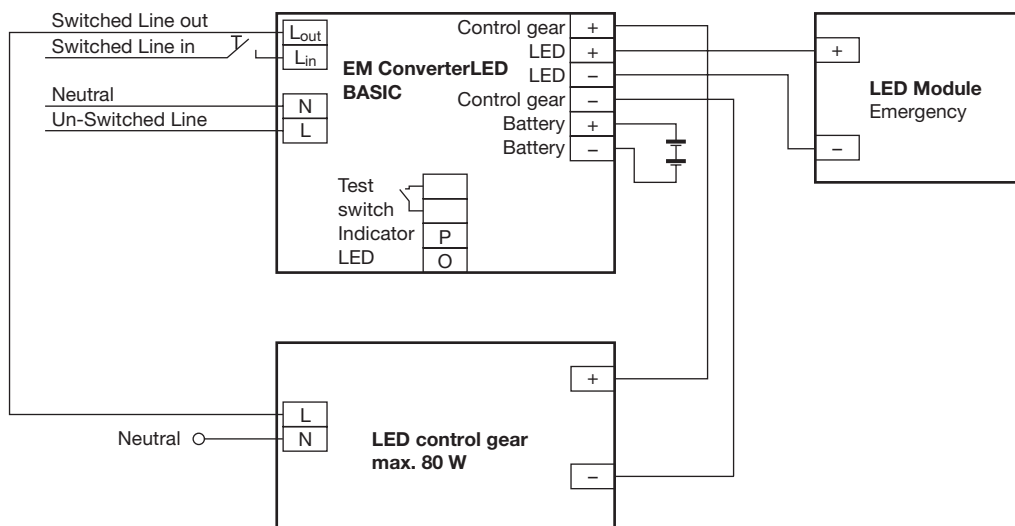 Switched Line out
Switched Line in
Neutral
Un-Switched Line
Lout
Lin
N
L
EM ConverterLED
BASIC
Control gear +
LED +
LED –
Control gear –
Battery +
Battery –
Test
switch
Indicator P
LED O
+
–
LED Module
Emergency
L
N
Neutral
LED control gear
max. 80 W
+
–